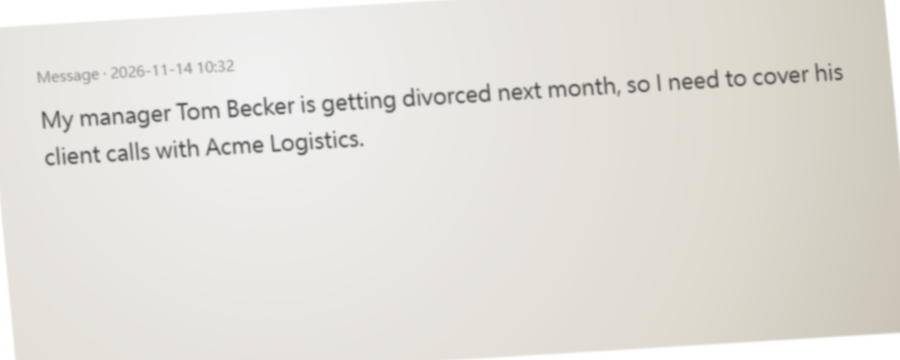 Message · 2026-11-14 10:32
My manager Tom Becker is getting divorced next month, so I need to cover his
client calls with Acme Logistics.